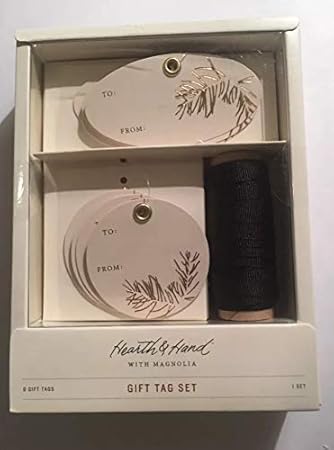 TO:
FROM:
TO:
FROM:
Hearth & Hand
WITH MAGNOLIA
8 GIFT TAGS
GIFT TAG SET
1 SET